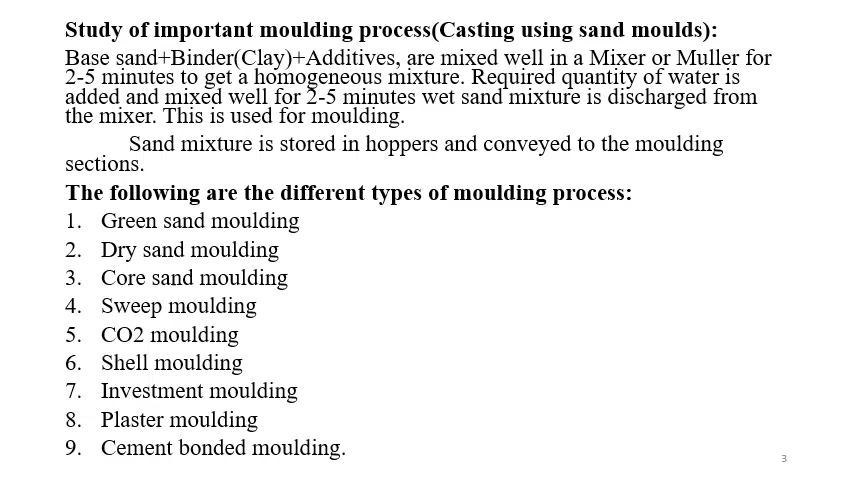 Study of important moulding process(Casting using sand moulds):
Base sand+Binder(Clay)+Additives, are mixed well in a Mixer or Muller for
2-5 minutes to get a homogeneous mixture. Required quantity of water is
added and mixed well for 2-5 minutes wet sand mixture is discharged from
the mixer. This is used for moulding.
Sand mixture is stored in hoppers and conveyed to the moulding
sections.
The following are the different types of moulding process:
1. Green sand moulding
2. Dry sand moulding
3. Core sand moulding
4. Sweep moulding
5. CO2 moulding
6. Shell moulding
7. Investment moulding
8. Plaster moulding
9. Cement bonded moulding.
3